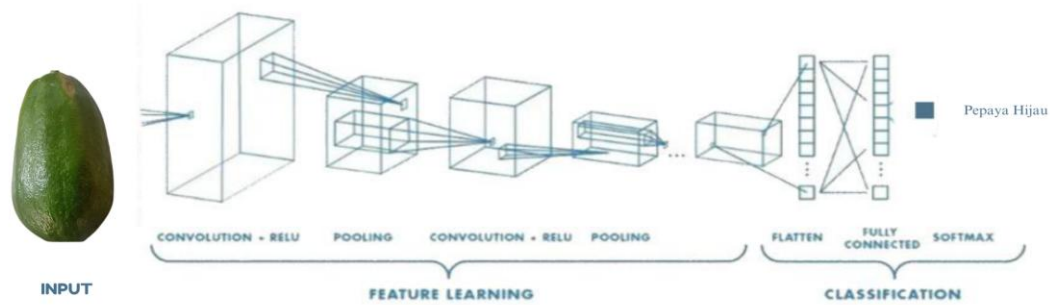 Pepaya Hijau
CONVOLUTION + RELU
POOLING
CONVOLUTION + RELU
POOLING
FLATTEN
FULLY
CONNECTED
SOFTMAX
INPUT
FEATURE LEARNING
CLASSIFICATION